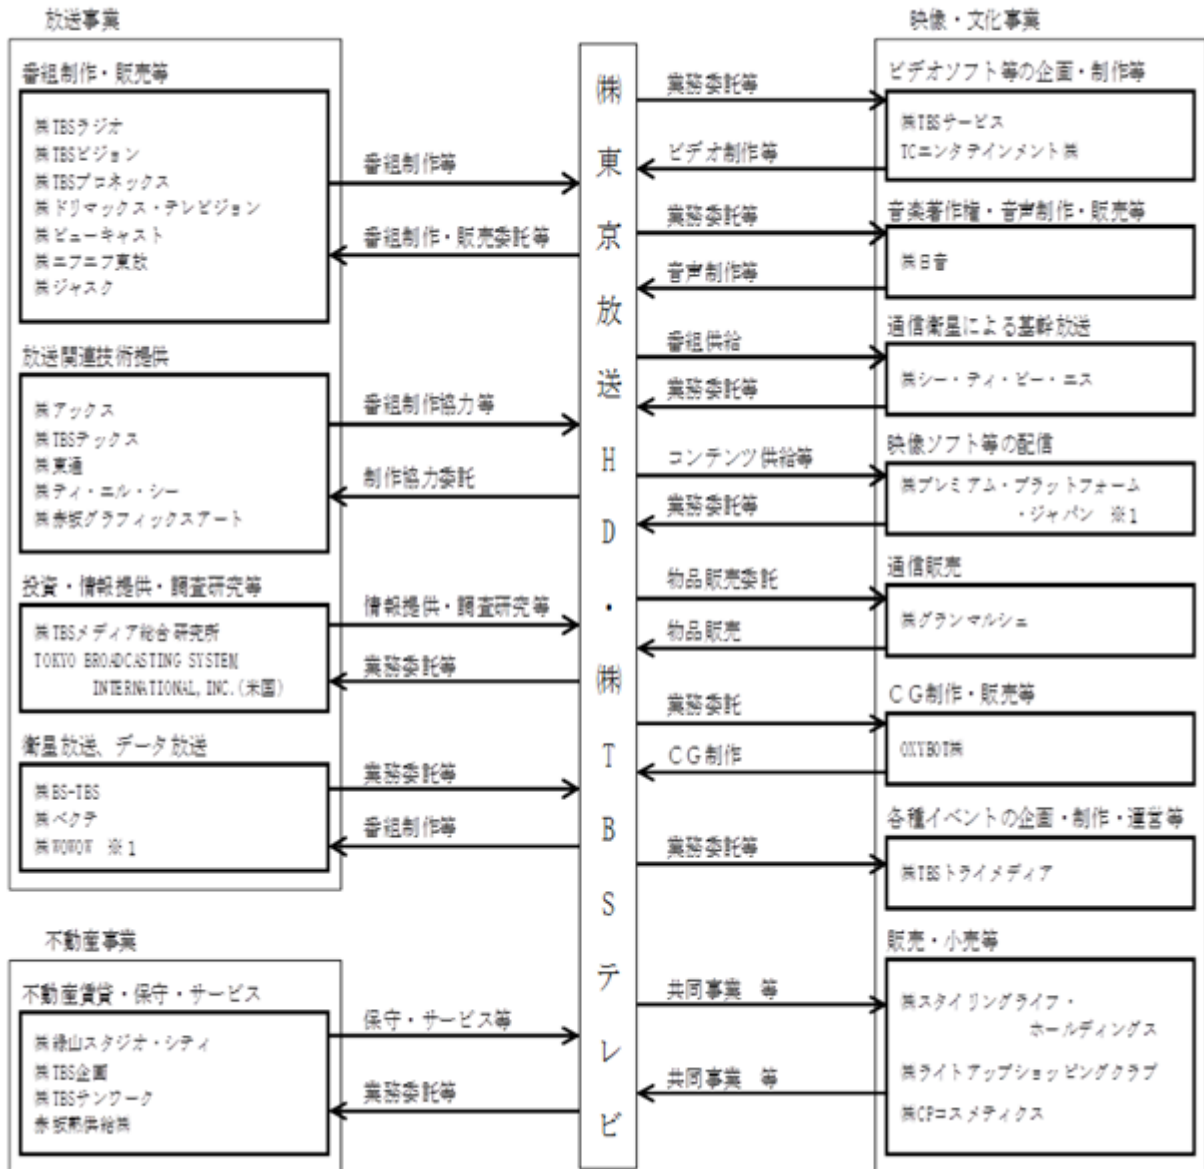 放送事業
番組制作・販売等
㈱TBSラジオ
㈱TBSビジョン
㈱TBSプロネックス
㈱ドリマックス・テレビジョン
㈱ビューキャスト
㈱エフエフ東放
㈱ジャスク
番組制作等
番組制作・販売委託等
放送関連技術提供
㈱アックス
㈱TBSテックス
㈱東通
㈱ティ・エル・シー
㈱赤坂グラフィックスアート
番組制作協力等
制作協力委託
投資・情報提供・調査研究等
㈱TBSメディア総合研究所
TOKYO BROADCASTING SYSTEM
INTERNATIONAL,INC.(米国)
情報提供・調査研究等
業務委託等
衛星放送、データ放送
㈱BS-TBS
㈱ベクテ
㈱WOWOW ※1
業務委託等
番組制作等
不動産事業
不動産賃貸・保守・サービス
㈱緑山スタジオ・シティ
㈱TBS企画
㈱TBSサンワーク
赤坂熱供給㈱
保守・サービス等
業務委託等
㈱東京放送HD・㈱TBSテレビ
映像・文化事業
ビデオソフト等の企画・制作等
業務委託等
㈱TBSサービス
TCエンタテインメント㈱
ビデオ制作等
音楽著作権・音声制作・販売等
業務委託等
㈱日音
音声制作等
通信衛星による基幹放送
番組供給
㈱シー・ティ・ビー・エス
業務委託等
映像ソフト等の配信
コンテンツ供給等
㈱プレミアム・プラットフォーム
・ジャパン ※1
業務委託等
通信販売
物品販売委託
㈱グランマルシェ
物品販売
CG制作・販売等
業務委託
OXYBOT㈱
CG制作
各種イベントの企画・制作・運営等
業務委託等
㈱TBSトライメディア
販売・小売等
共同事業 等
㈱スタイリングライフ・
ホールディングス
㈱ライトアップショッピングクラブ
共同事業 等
㈱CPコスメティクス